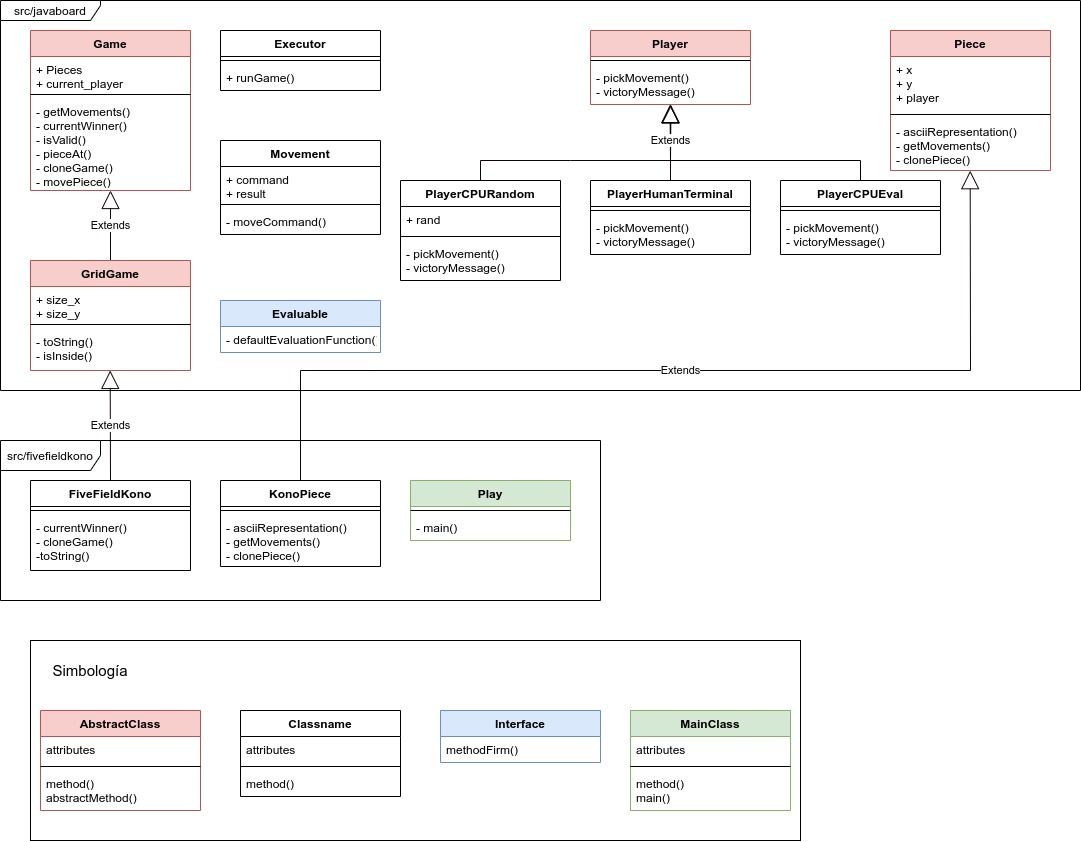 src/javaboard
Game
+ Pieces
+ current_player
- getMovements()
- currentWinner()
- isValid()
- pieceAt()
- cloneGame()
- movePiece()
Executor
+ runGame()
Player
- pickMovement()
- victoryMessage()
Piece
+ x
+ y
+ player
- asciiRepresentation()
- getMovements()
- clonePiece()
Movement
+ command
+ result
- moveCommand()
Extends
PlayerCPURandom
+ rand
- pickMovement()
- victoryMessage()
PlayerHumanTerminal
- pickMovement()
- victoryMessage()
PlayerCPUEval
- pickMovement()
- victoryMessage()
Extends
GridGame
+ size_x
+ size_y
- toString()
- isInside()
Evaluable
- defaultEvaluationFunction(
Extends
Extends
src/fivefieldkono
FiveFieldKono
- currentWinner()
- cloneGame()
-toString()
KonoPiece
- asciiRepresentation()
- getMovements()
- clonePiece()
Play
- main()
Simbología
AbstractClass
attributes
method()
abstractMethod()
Classname
attributes
method()
Interface
methodFirm()
MainClass
attributes
method()
main()